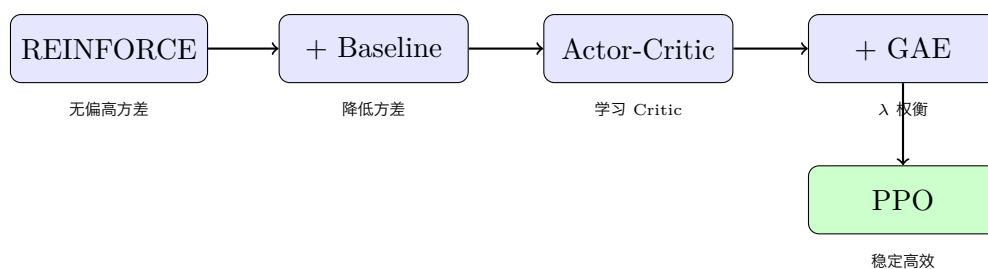 REINFORCE
+ Baseline
Actor-Critic
+ GAE
无偏高方差
降低方差
学习 Critic
λ 权衡
PPO
稳定高效